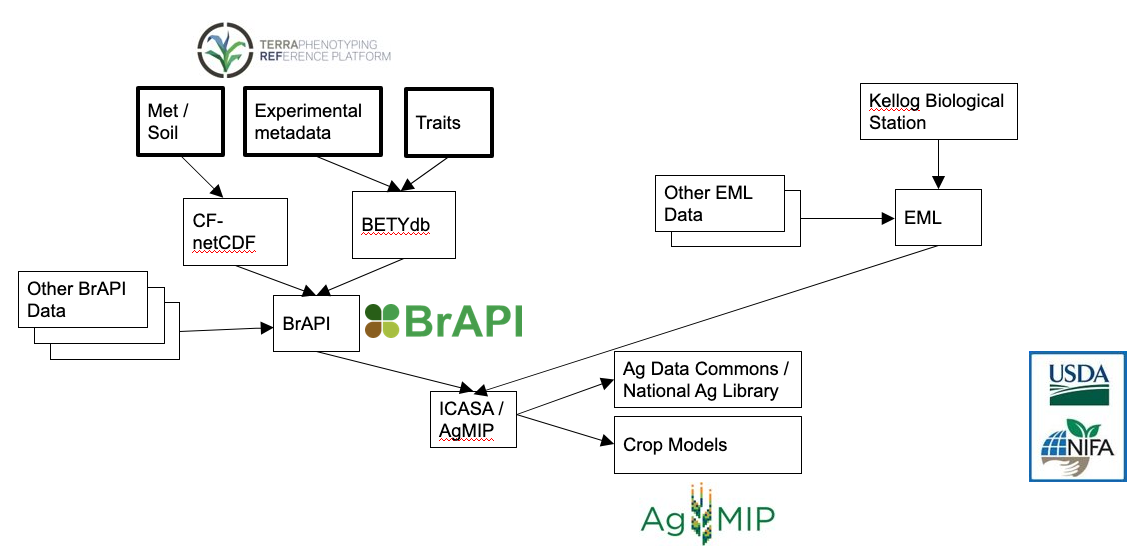 TERRAPHENOTYPING
REFERENCE PLATFORM
Met /
Soil
Experimental
metadata
Traits
Kellog Biological
Station
CF-
netCDF
BETYdb
Other EML
Data
EML
Other BrAPI
Data
BrAPI
BrAPI
ICASA /
AgMIP
Ag Data Commons /
National Ag Library
Crop Models
USDA
NIFA
AgMIP